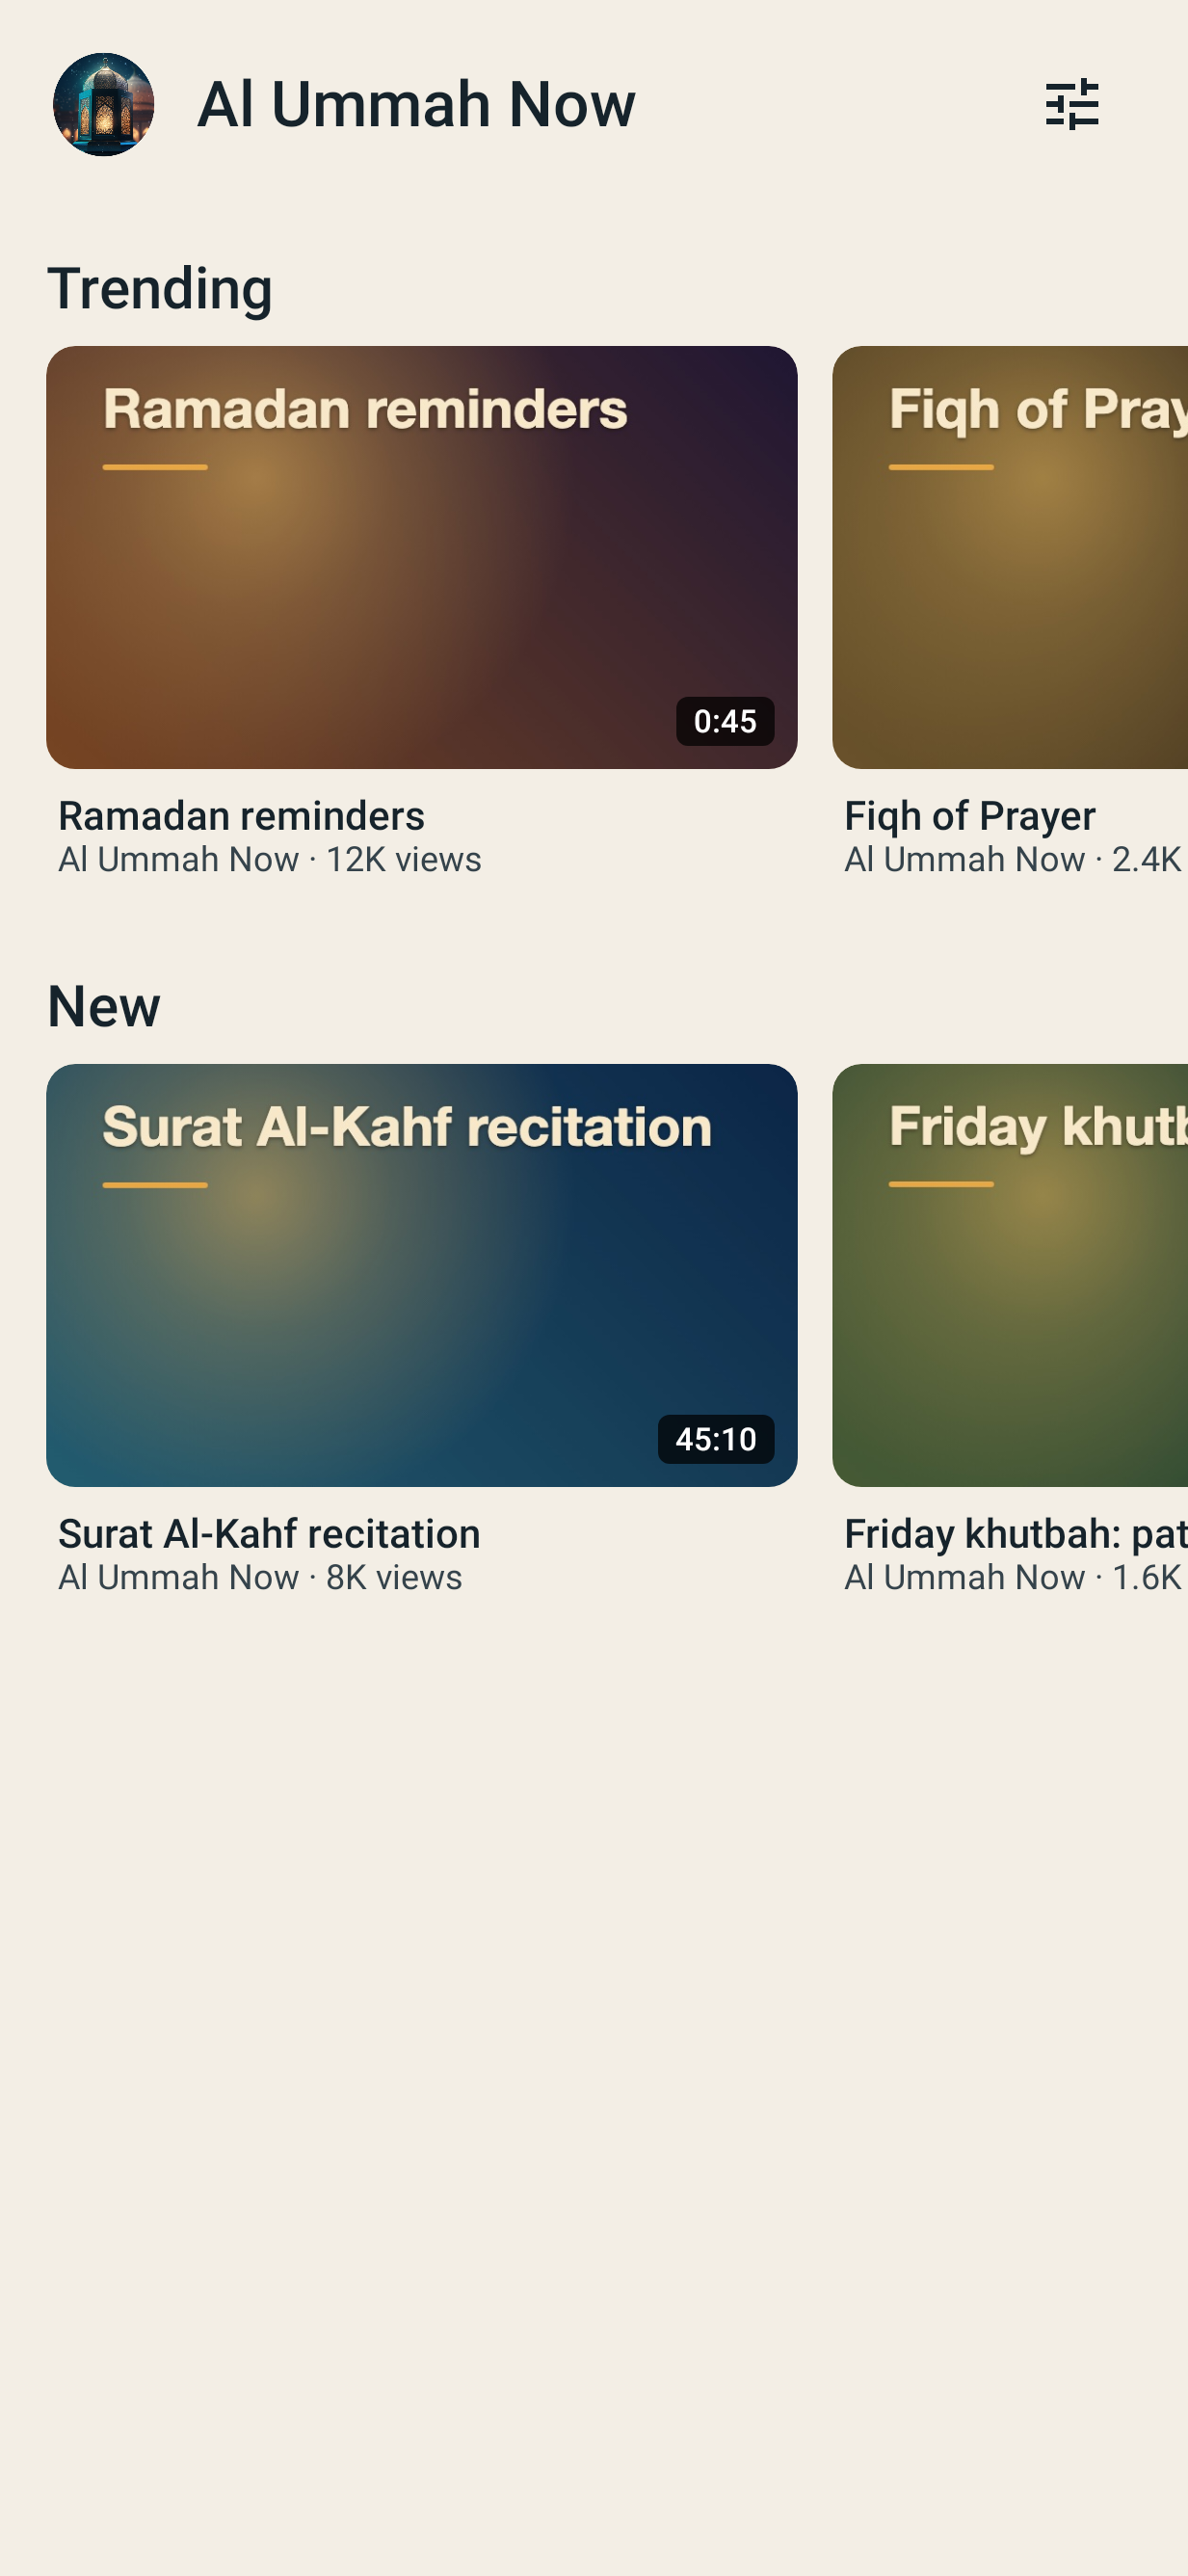 Al Ummah Now
Trending
Ramadan reminders
0:45
Ramadan reminders
Al Ummah Now · 12K views
Fiqh of Pray
Fiqh of Prayer
Al Ummah Now · 2.4K
New
Surat Al-Kahf recitation
45:10
Surat Al-Kahf recitation
Al Ummah Now · 8K views
Friday khutb
Friday khutbah: pat
Al Ummah Now · 1.6K